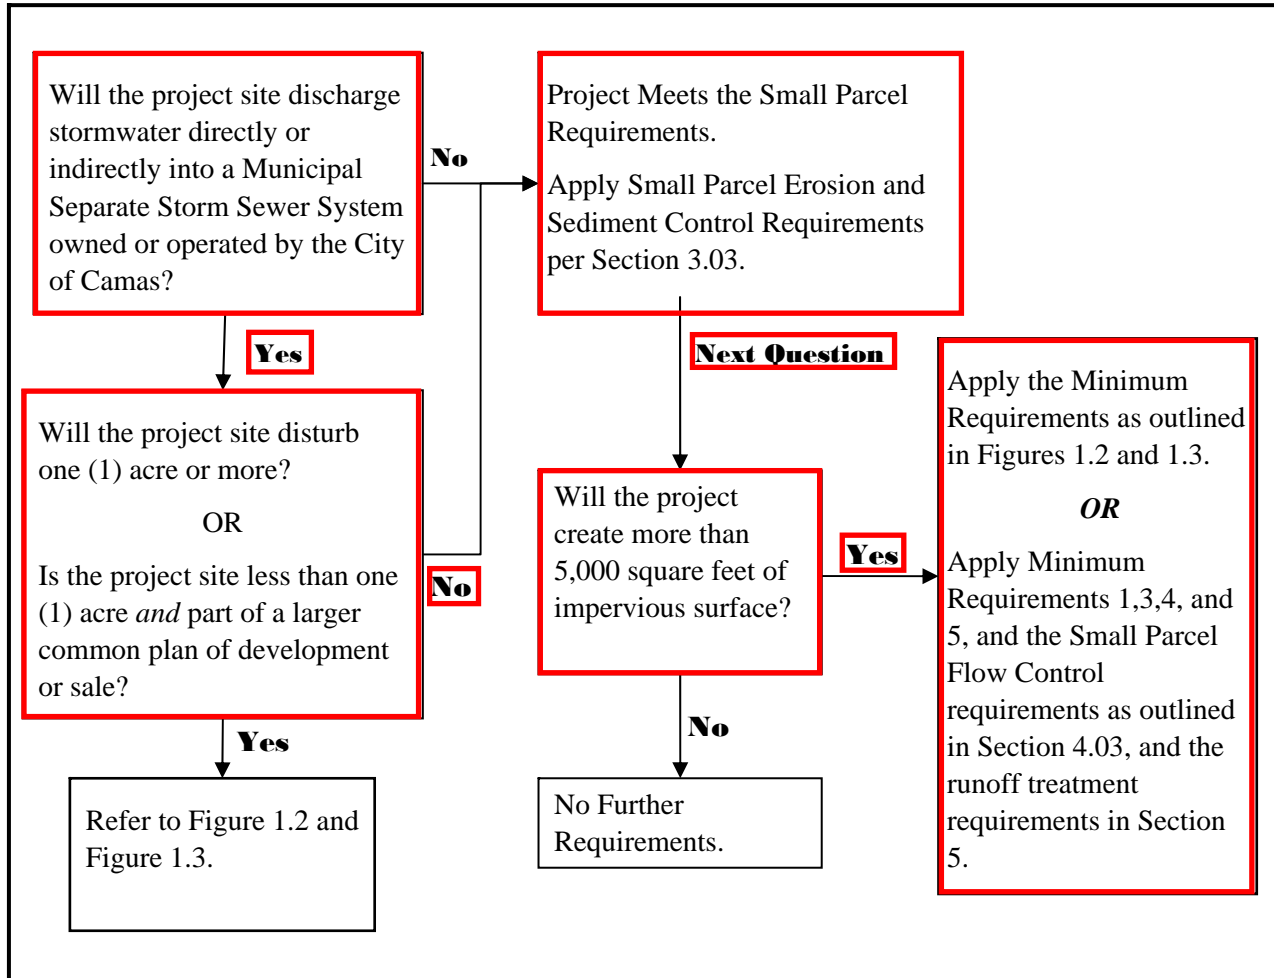 Will the project site discharge
stormwater directly or
indirectly into a Municipal
Separate Storm Sewer System
owned or operated by the City
of Camas?
No
Project Meets the Small Parcel
Requirements.
Apply Small Parcel Erosion and
Sediment Control Requirements
per Section 3.03.
Yes
Next Question
Will the project site disturb
one (1) acre or more?
OR
Is the project site less than one
(1) acre and part of a larger
common plan of development
or sale?
No
Will the project
create more than
5,000 square feet of
impervious surface?
Yes
Apply the Minimum
Requirements as outlined
in Figures 1.2 and 1.3.
OR
Apply Minimum
Requirements 1,3,4, and
5, and the Small Parcel
Flow Control
requirements as outlined
in Section 4.03, and the
runoff treatment
requirements in Section
5.
Yes
No
Refer to Figure 1.2 and
Figure 1.3.
No Further
Requirements.